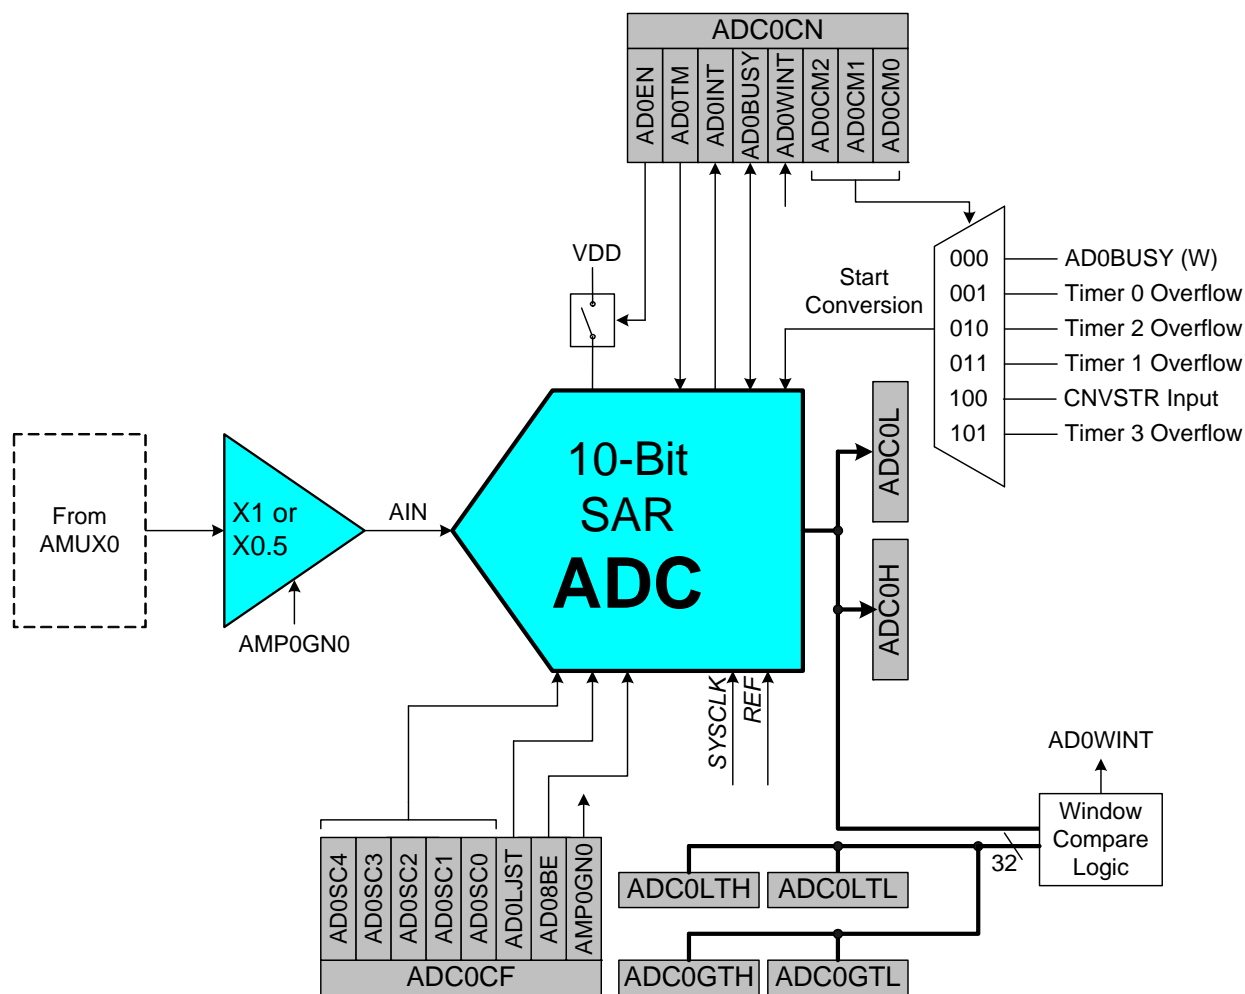 ADC0CN
AD0EN
AD0TM
AD0INT
AD0BUSY
AD0WINT
AD0CM2
AD0CM1
AD0CM0
VDD
Start
Conversion
000
001
010
011
100
101
AD0BUSY (W)
Timer 0 Overflow
Timer 2 Overflow
Timer 1 Overflow
CNVSTR Input
Timer 3 Overflow
From
AMUX0
X1 or
X0.5
AMP0GN0
AIN
10-Bit
SAR
ADC
ADC0L
ADC0H
SYSCLK
REF
AD0WINT
Window
Compare
Logic
32
AD0SC4
AD0SC3
AD0SC2
AD0SC1
AD0SC0
AD0LJST
AD08BE
AMP0GN0
ADC0CF
ADC0LTH
ADC0LTL
ADC0GTH
ADC0GTL